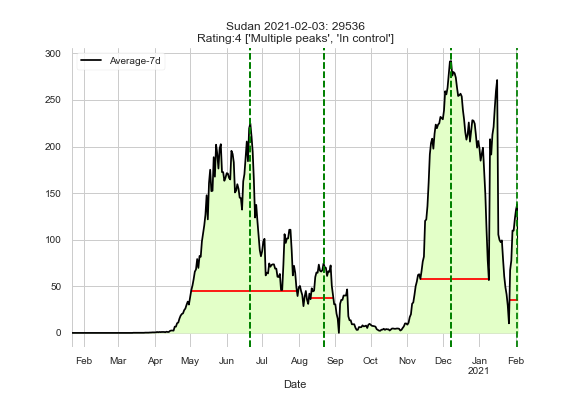 Sudan 2021-02-03: 29536
Rating:4 ['Multiple peaks', 'In control']
Average-7d
300
250
200
150
100
50
0
Feb Mar Apr May Jun Jul Aug Sep Oct Nov Dec Jan Feb
2021
Date